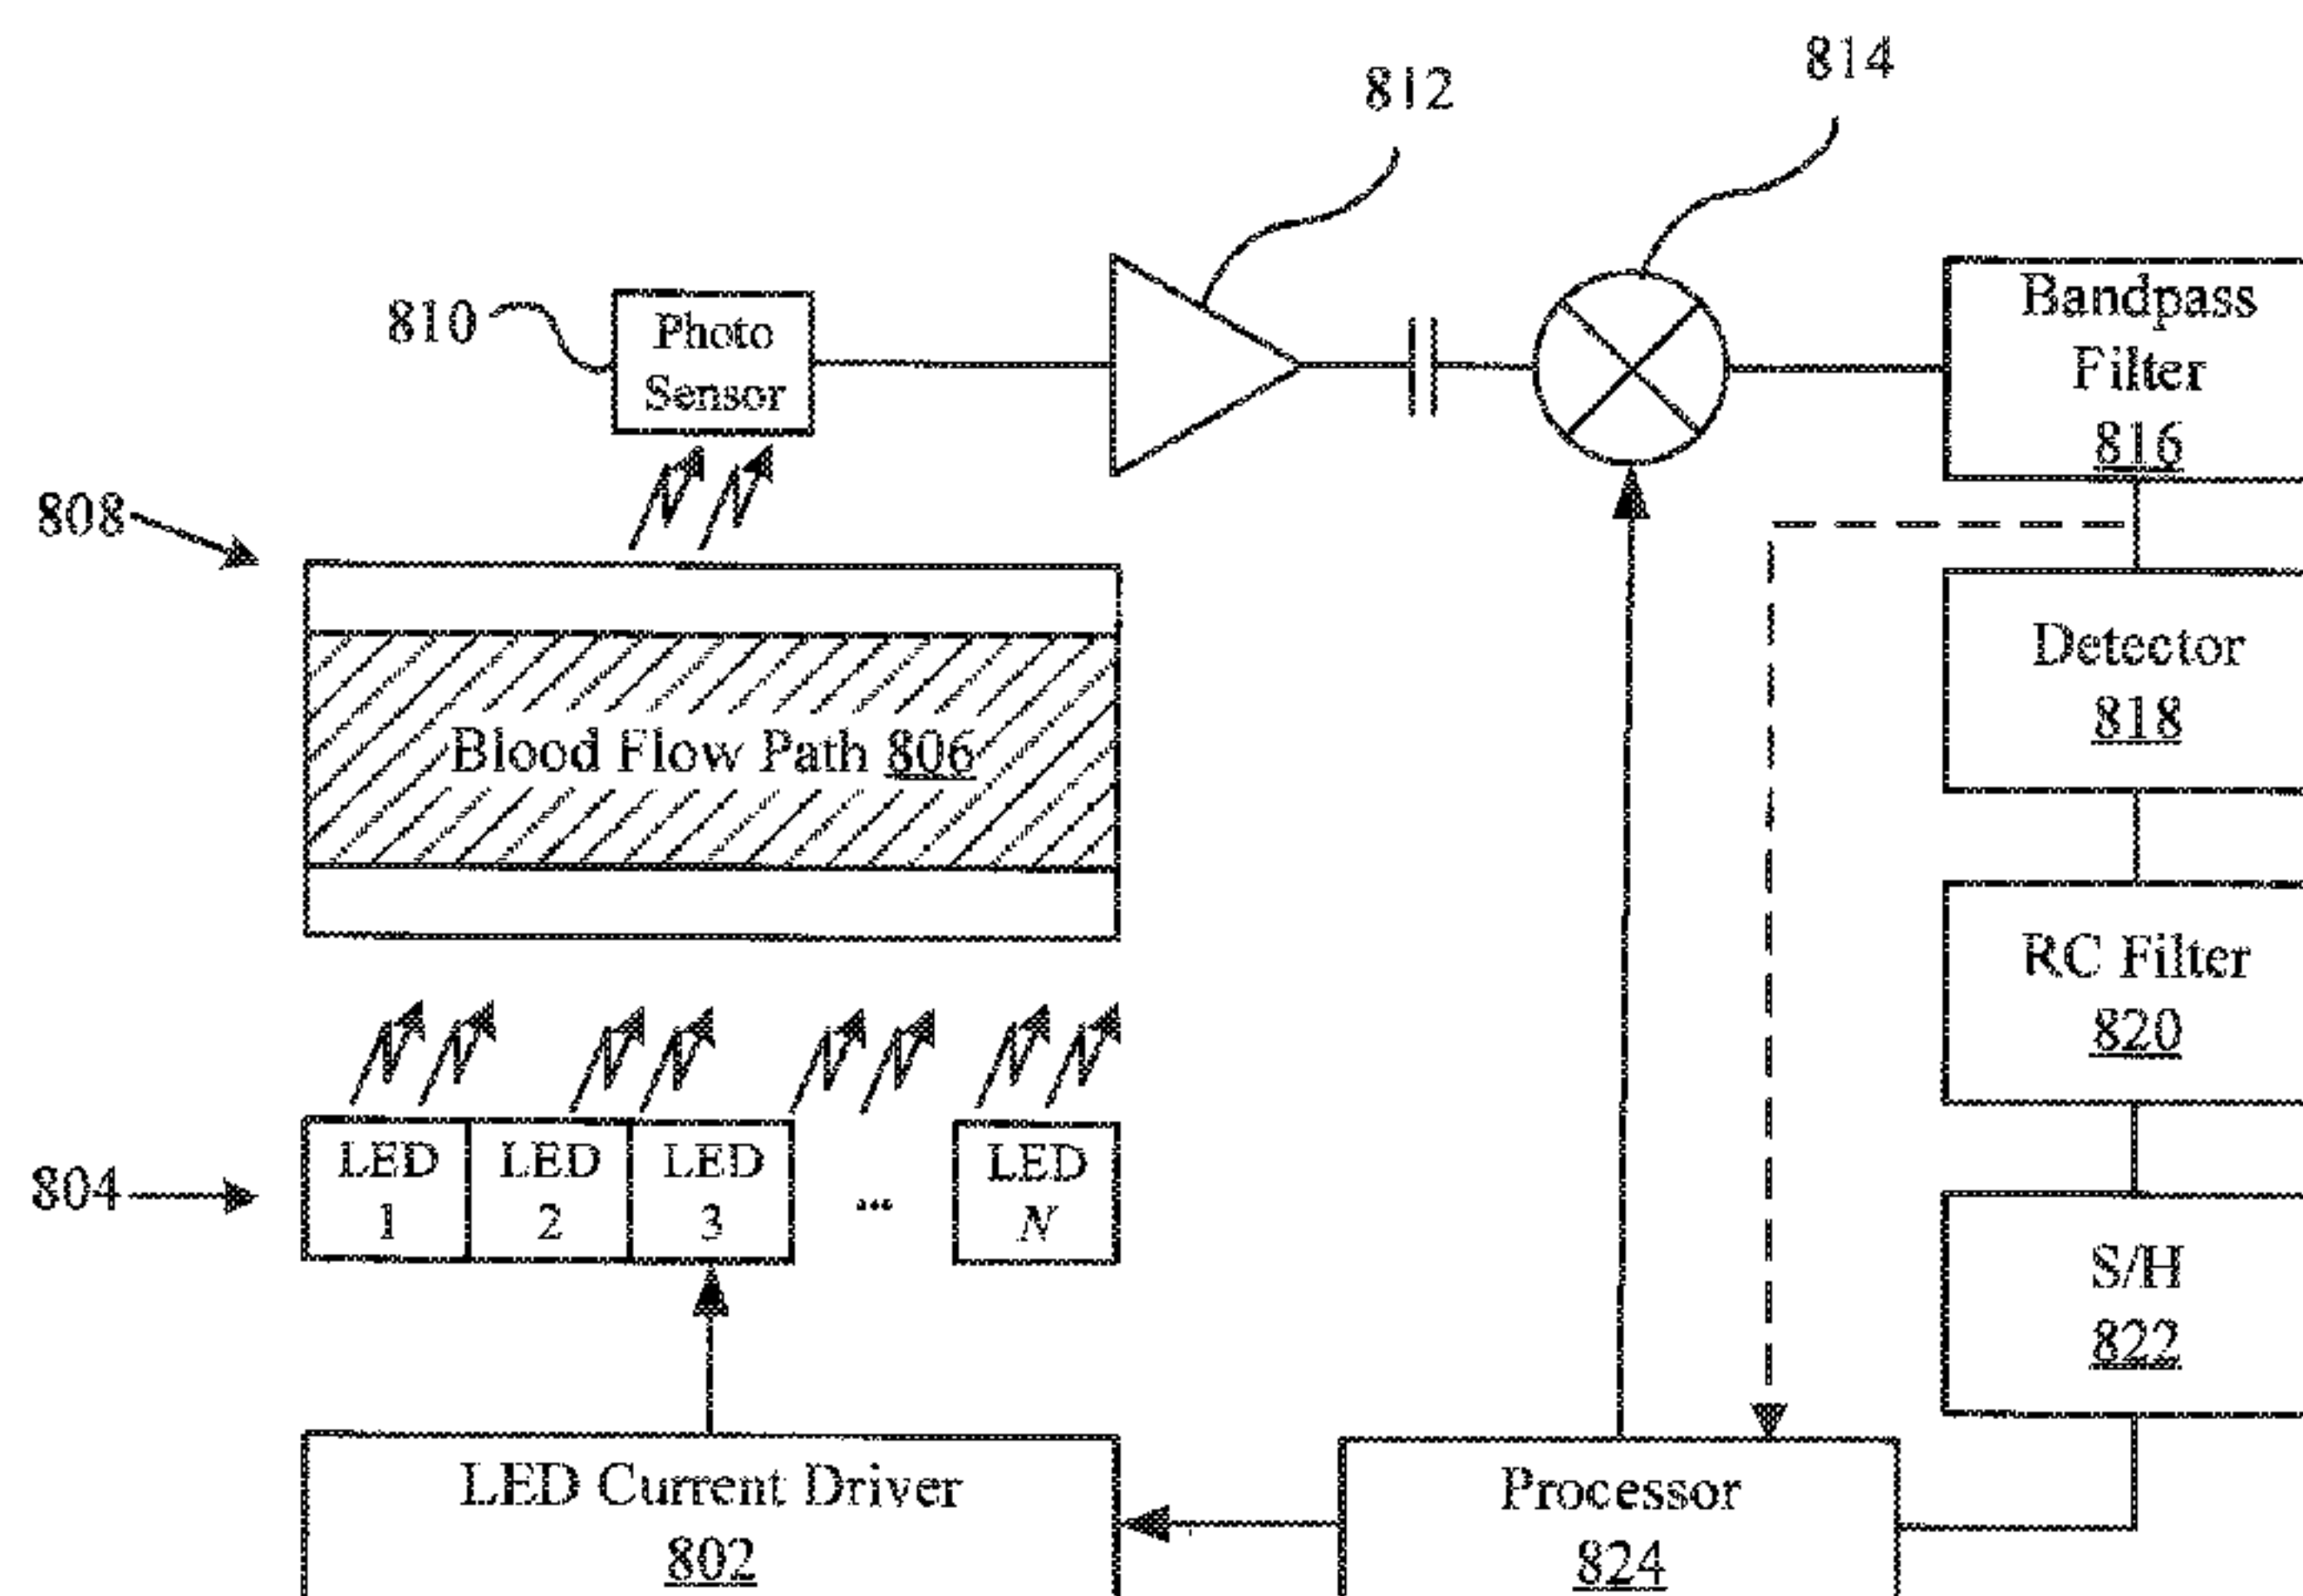 812
814
810
Photo
Sensor
Bandpass
Filter
816
808
Detector
818
Blood Flow Path 806
RC Filter
820
804
LED
1
LED
2
LED
3
...
LED
N
S/H
822
LED Current Driver
802
Processor
824